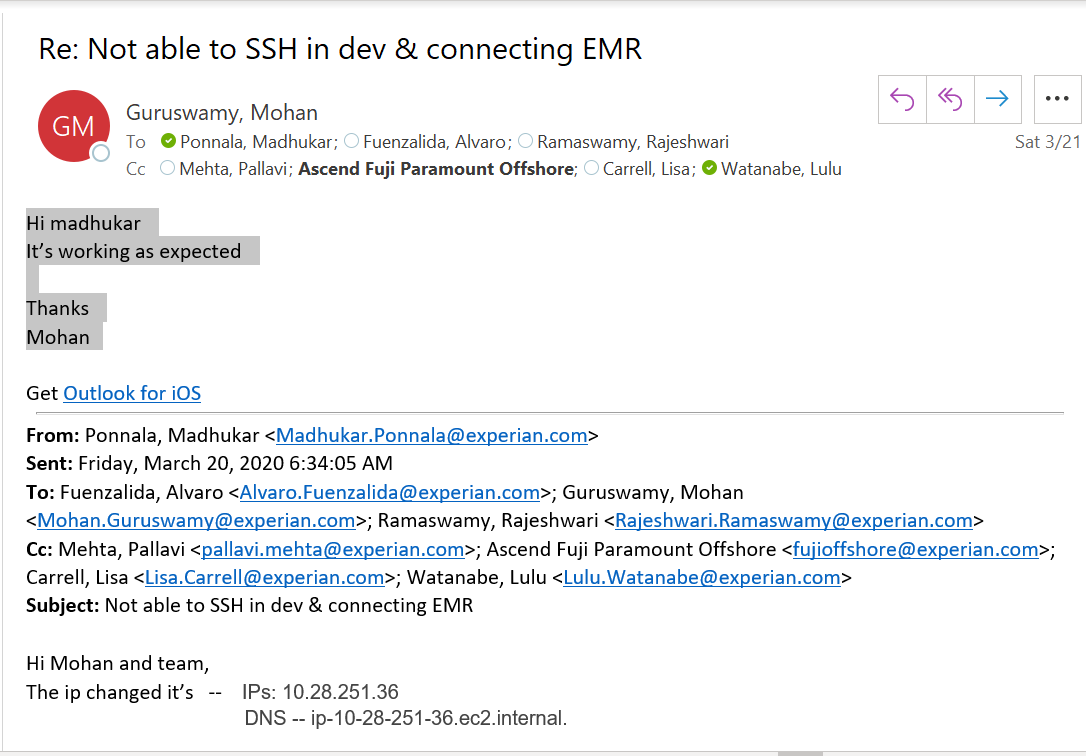 Re: Not able to SSH in dev & connecting EMR
GM
Guruswamy, Mohan
To Ponnala, Madhukar; Fuenzalida, Alvaro; Ramaswamy, Rajeshwari
Sat 3/21
Cc Mehta, Pallavi; Ascend Fuji Paramount Offshore; Carrell, Lisa; Watanabe, Lulu
Hi madhukar
It's working as expected
Thanks
Mohan
Get Outlook for iOS
From: Ponnala, Madhukar <Madhukar.Ponnala@experian.com>
Sent: Friday, March 20, 2020 6:34:05 AM
To: Fuenzalida, Alvaro <Alvaro.Fuenzalida@experian.com>; Guruswamy, Mohan
<Mohan.Guruswamy@experian.com>; Ramaswamy, Rajeshwari <Rajeshwari.Ramaswamy@experian.com>
Cc: Mehta, Pallavi <pallavi.mehta@experian.com>; Ascend Fuji Paramount Offshore <fujioffshore@experian.com>;
Carrell, Lisa <Lisa.Carrell@experian.com>; Watanabe, Lulu <Lulu.Watanabe@experian.com>
Subject: Not able to SSH in dev & connecting EMR
Hi Mohan and team,
The ip changed it's -- IPs: 10.28.251.36
DNS -- ip-10-28-251-36.ec2.internal.